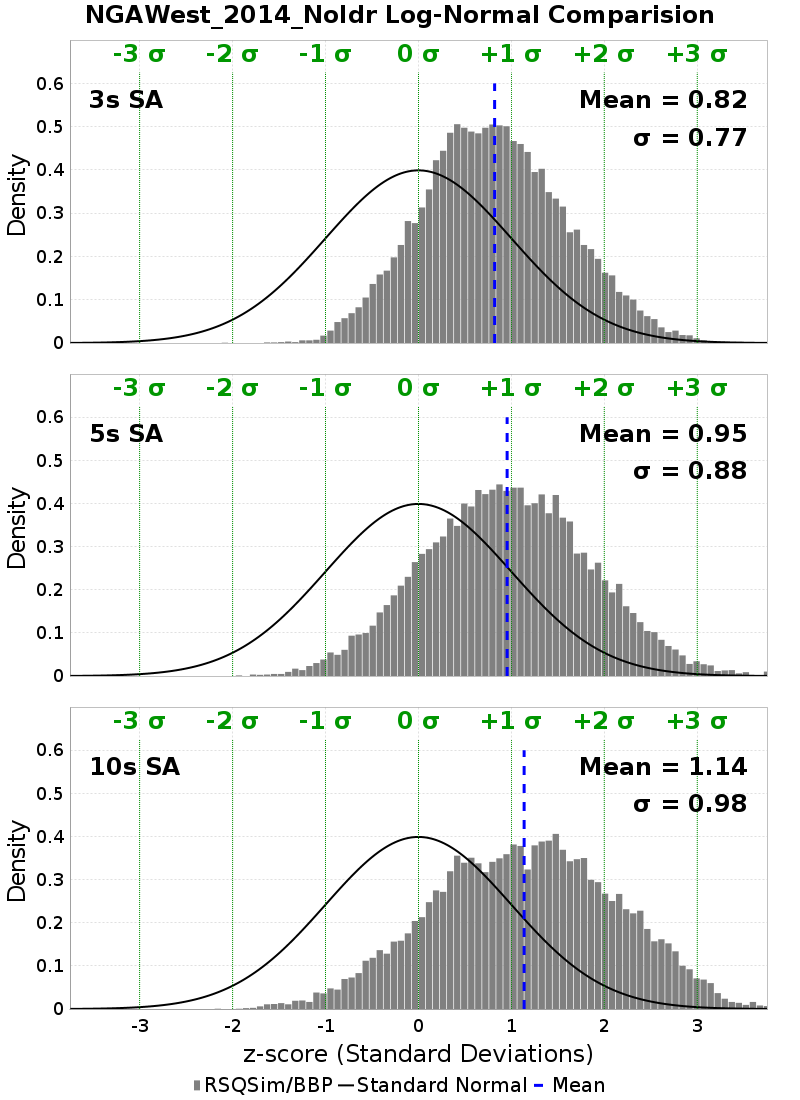 NGAWest_2014_NoIdr Log-Normal Comparision
-3 σ -2 σ -1 σ 0 σ +1 σ +2 σ +3 σ
0.6
3s SA Mean = 0.82
0.5
σ = 0.77
0.4
Density
0.3
0.2
0.1
0
-3 σ -2 σ -1 σ 0 σ +1 σ +2 σ +3 σ
0.6
5s SA Mean = 0.95
0.5
σ = 0.88
0.4
Density
0.3
0.2
0.1
0
-3 σ -2 σ -1 σ 0 σ +1 σ +2 σ +3 σ
0.6
10s SA Mean = 1.14
0.5
σ = 0.98
0.4
Density
0.3
0.2
0.1
0
-3 -2 -1 0 1 2 3
z-score (Standard Deviations)
RSQSim/BBP Standard Normal Mean